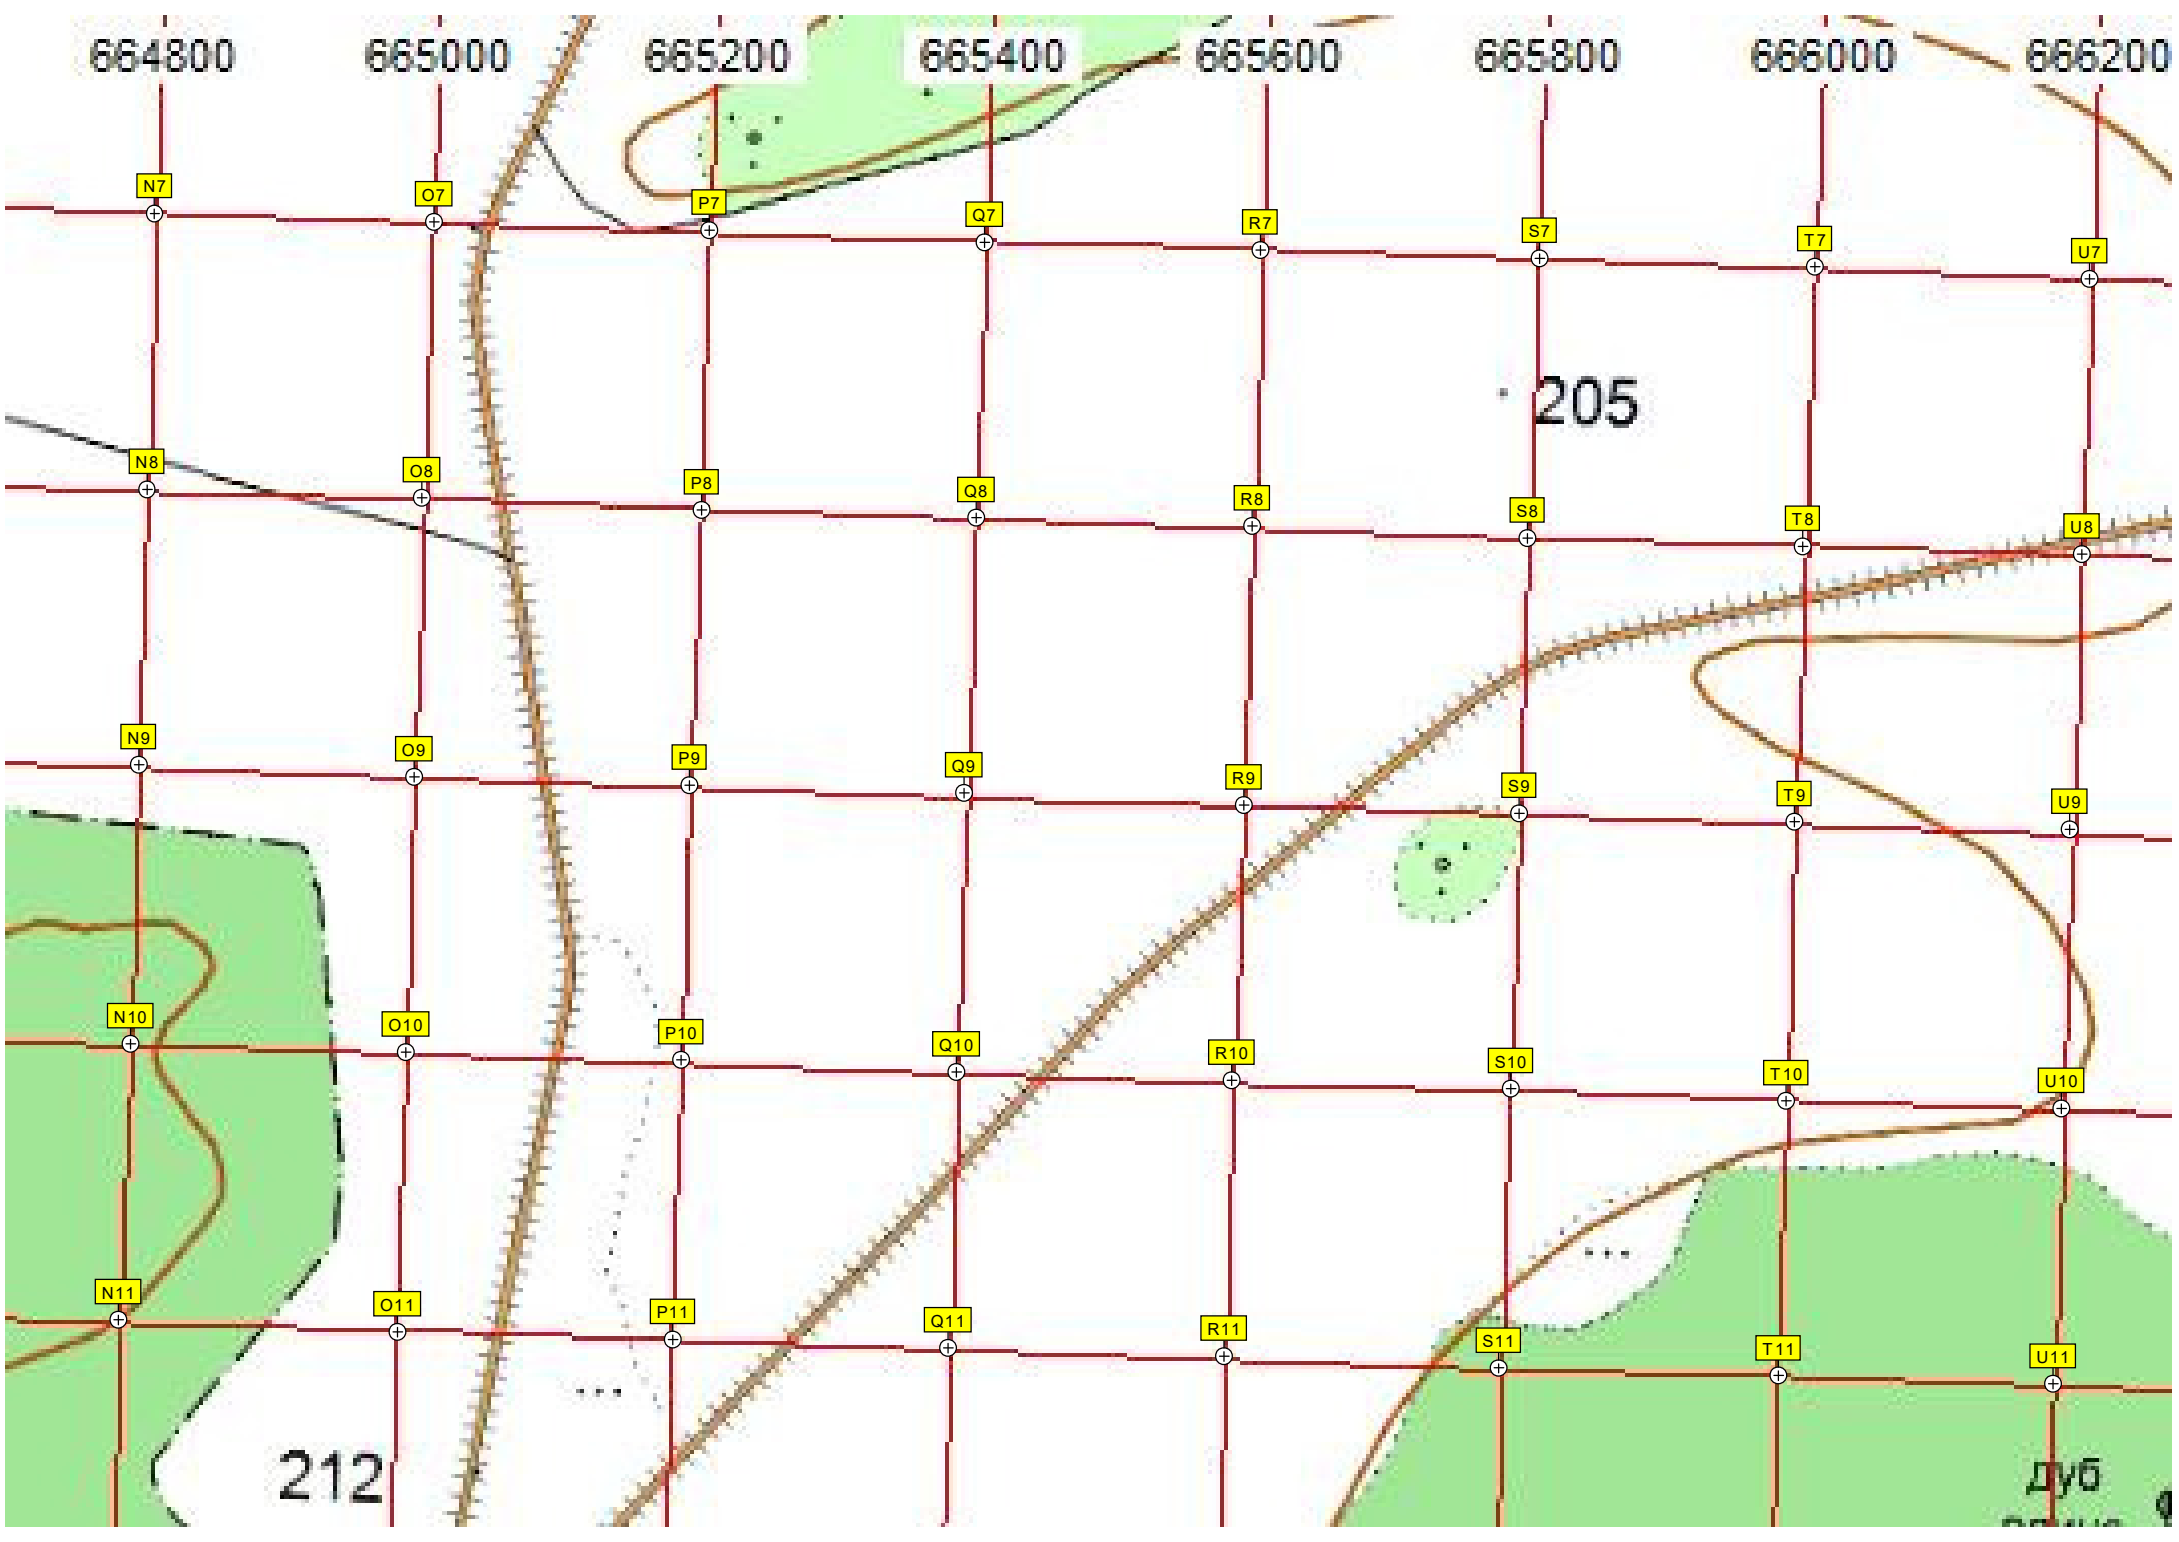 664800 665000 665200 665400 665600 665800 666000 666200
N7 O7 P7 Q7 R7 S7 T7 U7
205
N8 O8 P8 Q8 R8 S8 T8 U8
N9 O9 P9 Q9 R9 S9 T9 U9
N10 O10 P10 Q10 R10 S10 T10 U10
N11 O11 P11 Q11 R11 S11 T11 U11
212
дуб